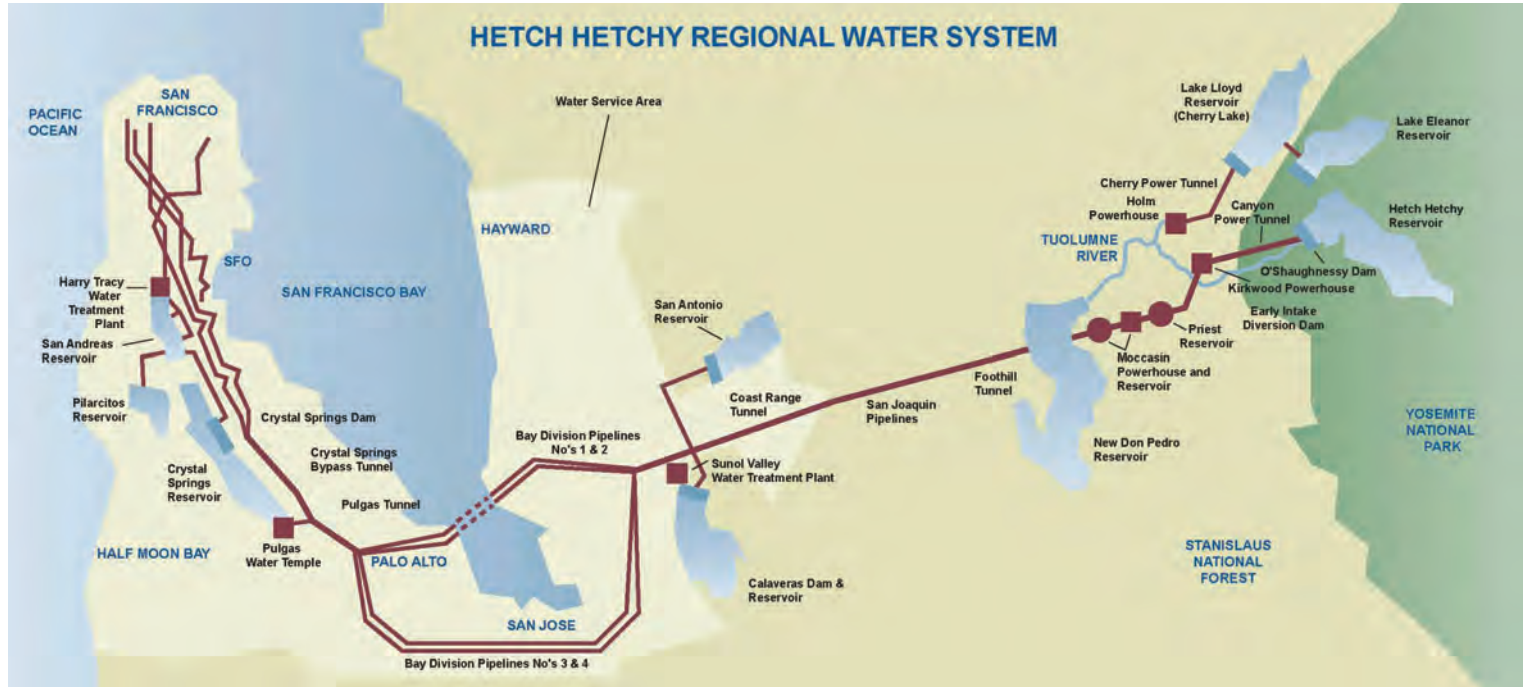 HETCH HETCHY REGIONAL WATER SYSTEM
SAN
FRANCISCO
PACIFIC
OCEAN
Water Service Area
Lake Lloyd
Reservoir
(Cherry Lake)
Lake Eleanor
Reservoir
Cherry Power Tunnel
Holm
Powerhouse
Canyon
Power Tunnel
Hetch Hetchy
Reservoir
HAYWARD
TUOLUMNE
RIVER
SFO
O'Shaughnessy Dam
Kirkwood Powerhouse
Harry Tracy
Water
Treatment
Plant
SAN FRANCISCO BAY
San Antonio
Reservoir
Early Intake
Diversion Dam
Priest
Reservoir
San Andreas
Reservoir
Moccasin
Powerhouse and
Reservoir
Foothill
Tunnel
Pilarcitos
Reservoir
Coast Range
Tunnel
San Joaquin
Pipelines
Crystal Springs Dam
YOSEMITE
NATIONAL
PARK
Bay Division Pipelines
No's 1 & 2
New Don Pedro
Reservoir
Crystal Springs
Bypass Tunnel
Crystal
Springs
Reservoir
Sunol Valley
Water Treatment Plant
Pulgas Tunnel
HALF MOON BAY
Pulgas
Water Temple
PALO ALTO
STANISLAUS
NATIONAL
FOREST
Calaveras Dam &
Reservoir
SAN JOSE
Bay Division Pipelines No's 3 & 4